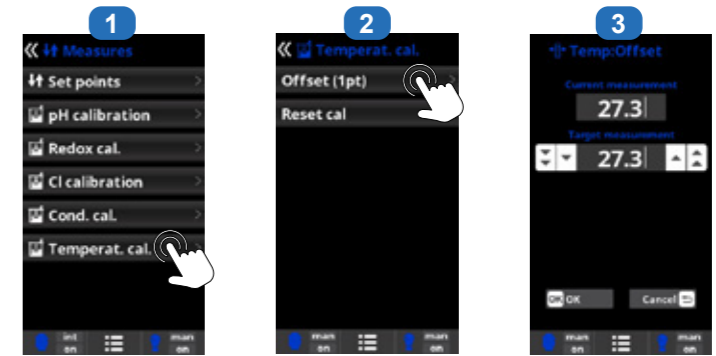 1
Measures
Set points
pH calibration
Redox cal.
Cl calibration
Cond. cal.
Temperat. cal.
int
on
man
on
2
Temperat. cal.
Offset (1pt)
Reset cal
man
on
man
on
3
Temp:Offset
Current measurement
27.3
Target measurement
27.3
OK OK
Cancel
man
on
man
on